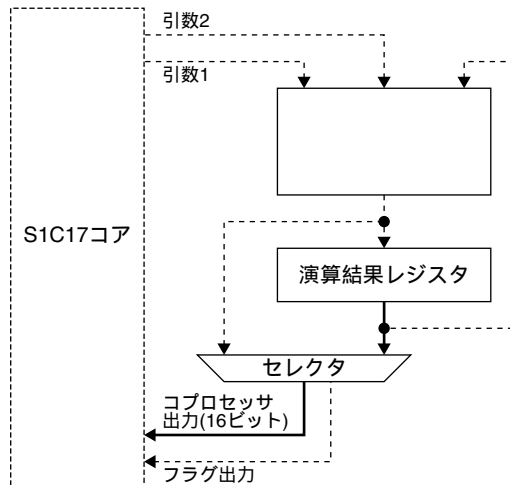 引数2
引数1
S1C17コア
演算結果レジスタ
セレクタ
コプロセッサ
出力(16ビット)
フラグ出力